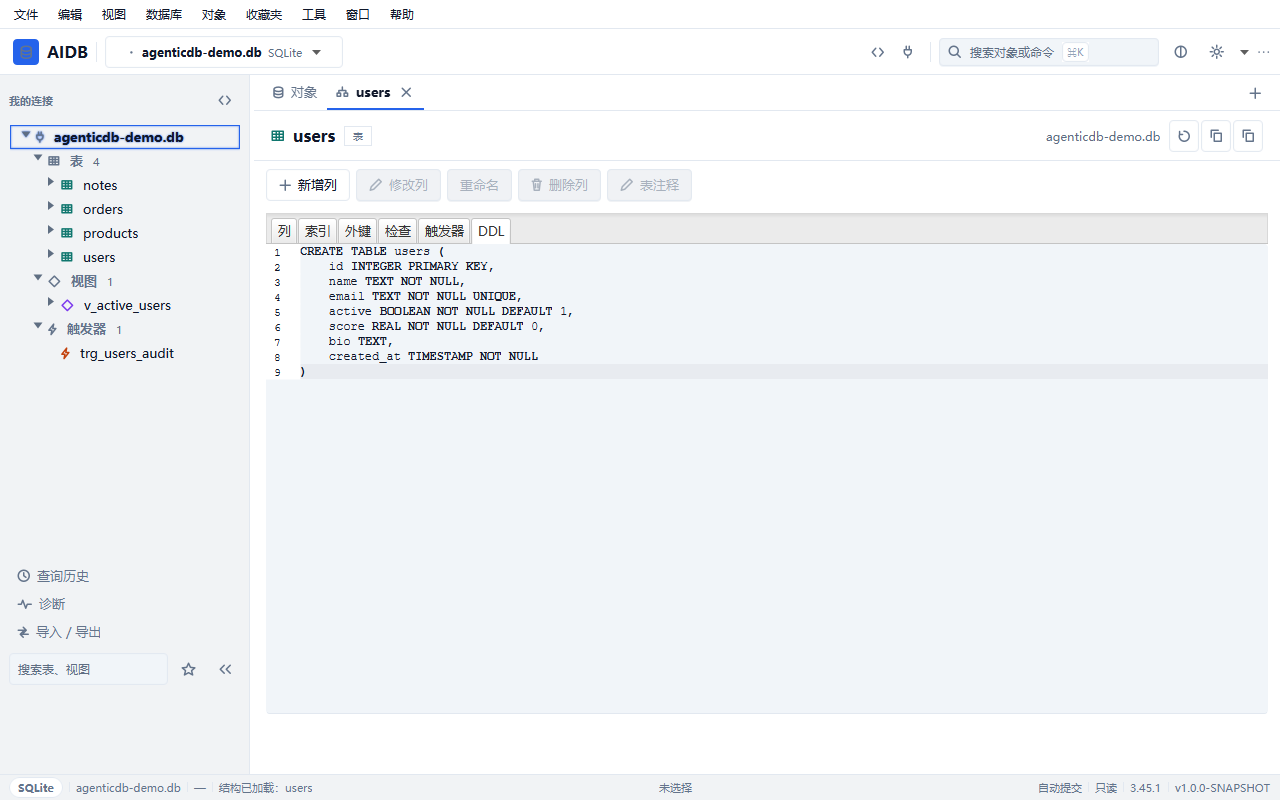 文件 编辑 视图 数据库 对象 收藏夹 工具 窗口 帮助
AIDB agenticdb-demo.db SQLite 搜索对象或命令 ⌘K
我的连接
agenticdb-demo.db
表 4
notes
orders
products
users
视图 1
v_active_users
触发器 1
trg_users_audit
查询历史
诊断
导入 / 导出
搜索表、视图
对象 users
users 表 agenticdb-demo.db
新增列 修改列 重命名 删除列 表注释
列 索引 外键 检查 触发器 DDL
1 CREATE TABLE users (
2 id INTEGER PRIMARY KEY,
3 name TEXT NOT NULL,
4 email TEXT NOT NULL UNIQUE,
5 active BOOLEAN NOT NULL DEFAULT 1,
6 score REAL NOT NULL DEFAULT 0,
7 bio TEXT,
8 created_at TIMESTAMP NOT NULL
9 )
SQLite agenticdb-demo.db — 结构已加载: users 未选择 自动提交 只读 3.45.1 v1.0.0-SNAPSHOT